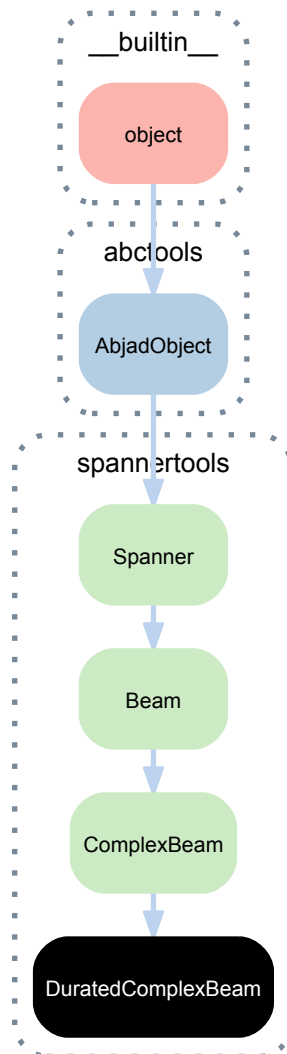 __builtin__
object
abctools
AbjadObject
spannertools
Spanner
Beam
ComplexBeam
DuratedComplexBeam